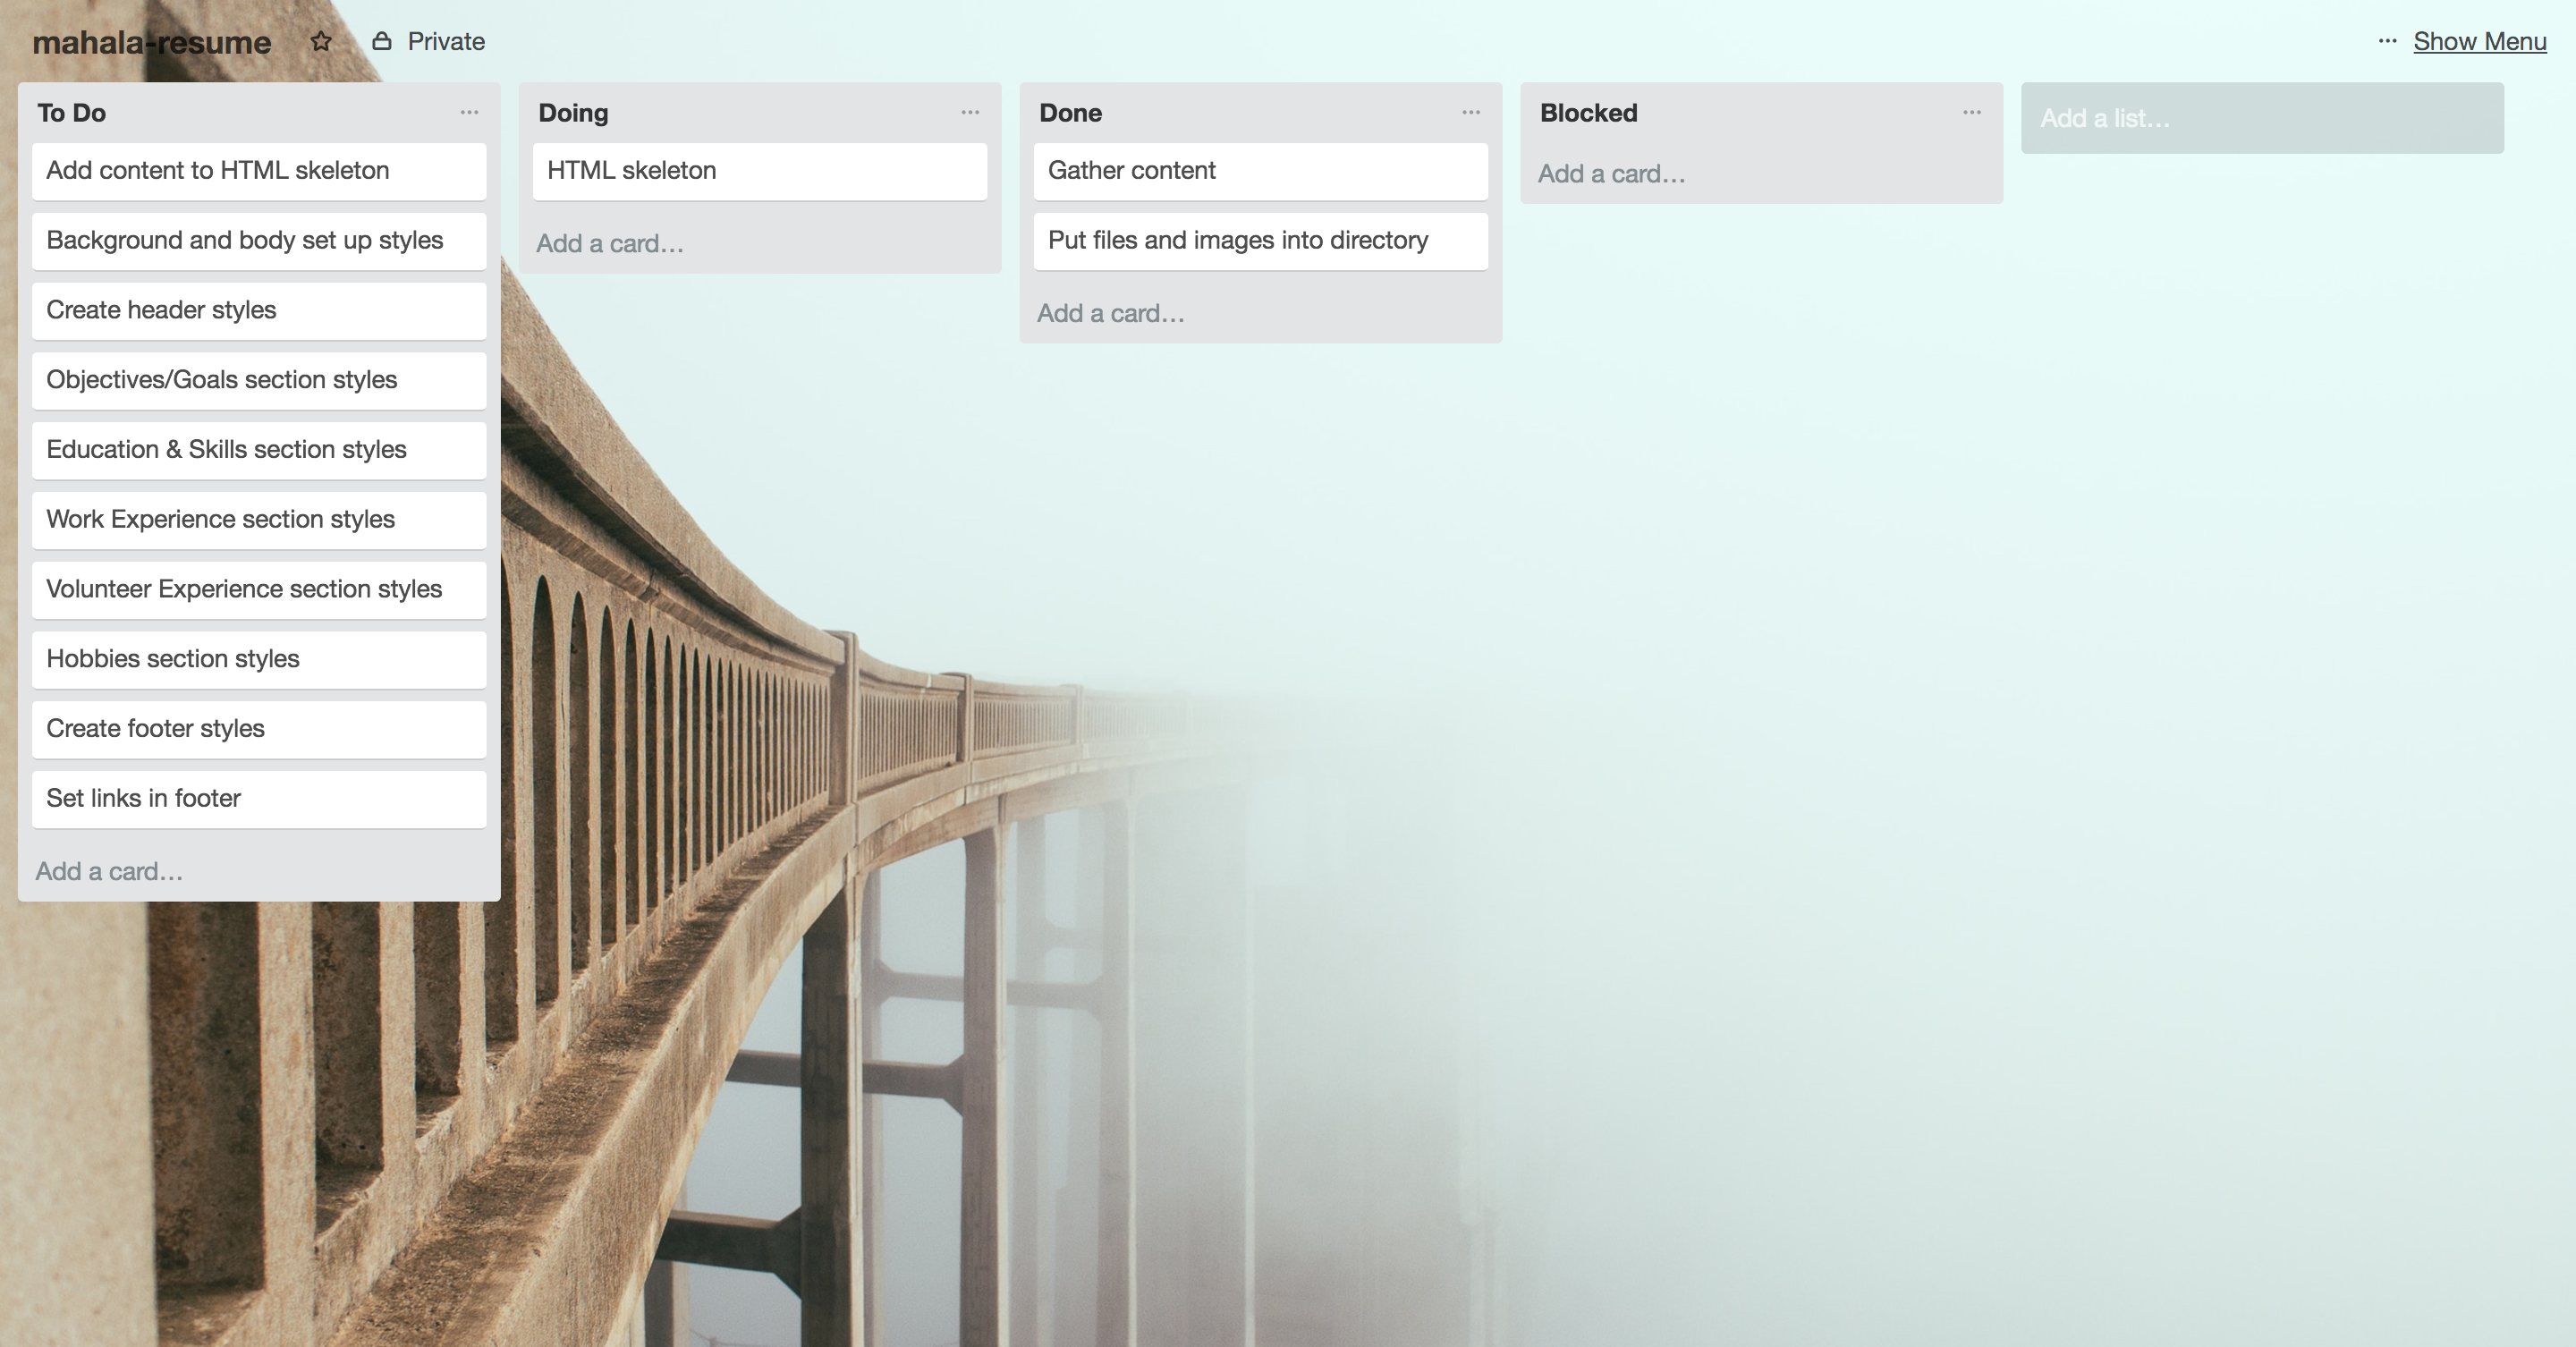 mahala-resume Private Show Menu
To Do
Add content to HTML skeleton
Background and body set up styles
Create header styles
Objectives/Goals section styles
Education & Skills section styles
Work Experience section styles
Volunteer Experience section styles
Hobbies section styles
Create footer styles
Set links in footer
Add a card…
Doing
HTML skeleton
Add a card…
Done
Gather content
Put files and images into directory
Add a card…
Blocked
Add a card…
Add a list…